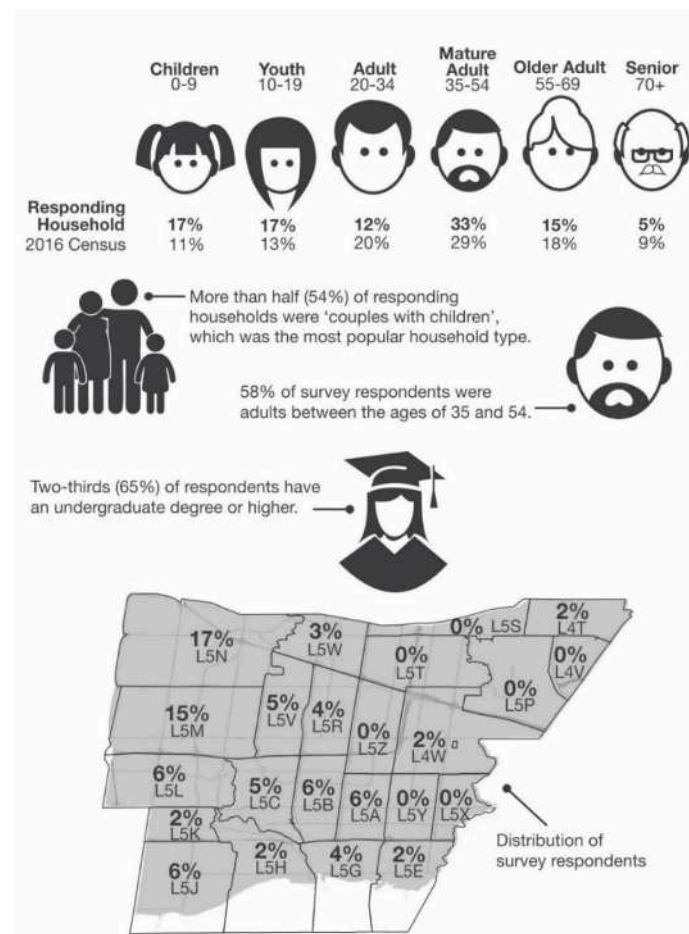 Children Youth Adult Mature Adult Older Adult Senior
0-9 10-19 20-34 35-54 55-69 70+
Responding
Household 17% 17% 12% 33% 15% 5%
2016 Census 11% 13% 20% 29% 18% 9%
More than half (54%) of responding
households were ‘couples with children’,
which was the most popular household type.
58% of survey respondents were
adults between the ages of 35 and 54.
Two-thirds (65%) of respondents have
an undergraduate degree or higher.
17%
L5N
3%
L5W
0% L5S
2%
L4T
0%
L5T
0%
L4V
0%
L5P
15%
L5M
5%
L5V
4%
L5R
0%
L5Z
2%
L4W
6%
L5L
5%
L5C
6%
L5B
6%
L5A
0%
L5Y
0%
L5X
2%
L5K
6%
L5J
2%
L5H
4%
L5G
2%
L5E
Distribution of
survey respondents